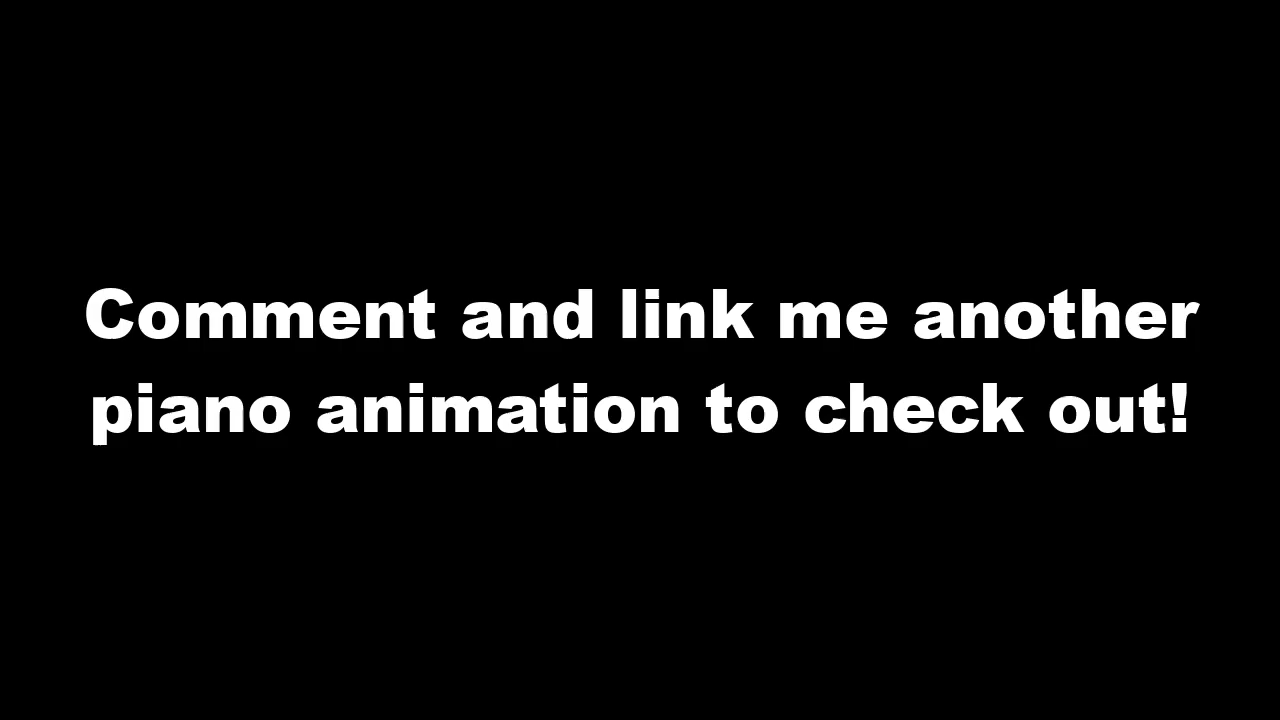 Comment and link me another
piano animation to check out!